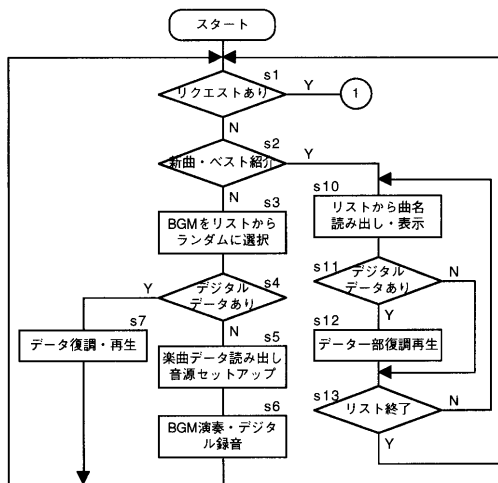 スタート
s1
リクエストあり
Y
1
N
s2
新曲・ベスト紹介
Y
N
s3
BGMをリストから
ランダムに選択
s4
デジタル
データあり
Y
N
s7
データ復調・再生
s5
楽曲データ読み出し
音源セットアップ
s6
BGM演奏・デジタ
ル録音
s10
リストから曲名
読み出し・表示
s11
デジタル
データあり
N
Y
s12
データ一部復調再生
s13
リスト終了
N
Y